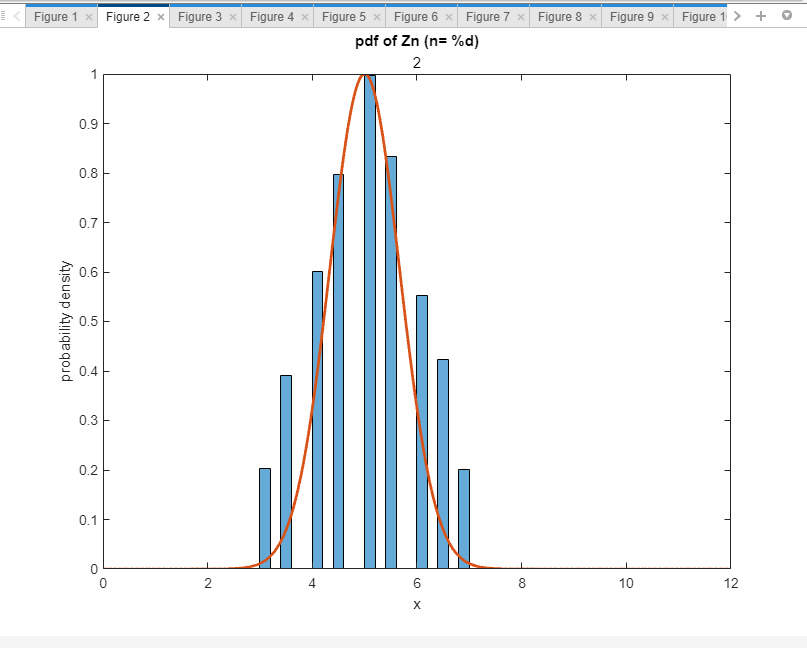 Figure 1 × Figure 2 × Figure 3 × Figure 4 × Figure 5 × Figure 6 × Figure 7 × Figure 8 × Figure 9 × Figure 1
pdf of Zn (n= %d)
2
1
0.9
0.8
0.7
0.6
0.5
0.4
0.3
0.2
0.1
0
probability density
0 2 4 6 8 10 12
x